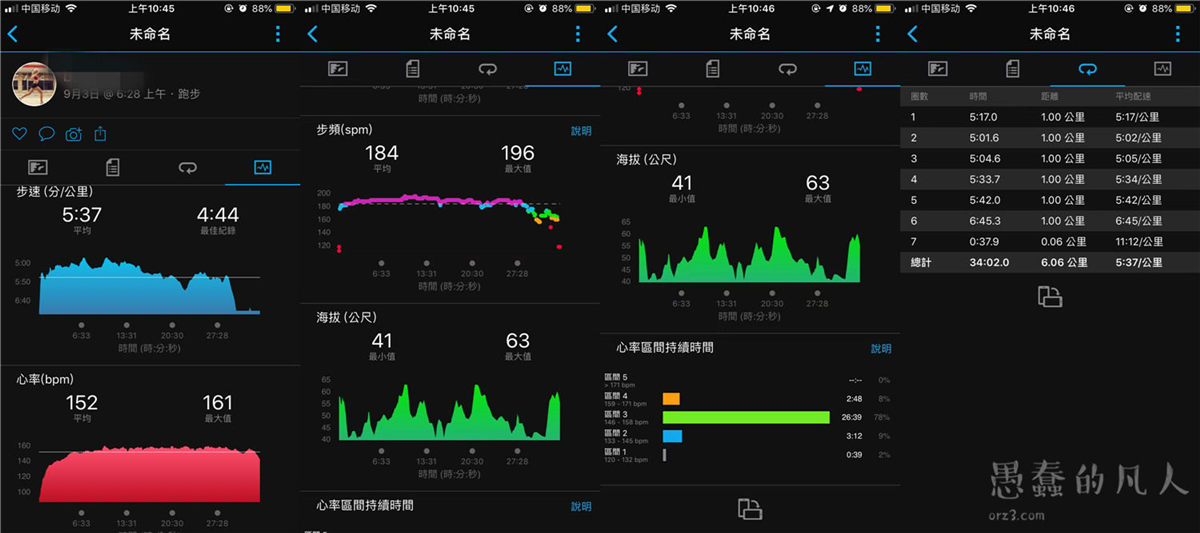 中国移动 上午10:45 88%
未命名
9月3日 @ 6:28 上午 · 跑步
步速 (分/公里)
5:37 4:44
平均 最佳紀錄
5:00
5:50
6:40
6:33 13:31 20:30 27:28
時間 (時:分:秒)
心率(bpm)
152 161
平均 最大值
160
140
120
100
6:33 13:31 20:30 27:28
中国移动 上午10:45 88%
未命名
6:33 13:31 20:30 27:28
時間 (時:分:秒)
步頻(spm) 說明
184 196
平均 最大值
200
180
160
140
120
6:33 13:31 20:30 27:28
時間 (時:分:秒)
海拔 (公尺)
41 63
最小值 最大值
65
60
55
50
45
40
6:33 13:31 20:30 27:28
時間 (時:分:秒)
心率區間持續時間 說明
中国移动 上午10:46 88%
未命名
120
6:33 13:31 20:30 27:28
時間 (時:分:秒)
海拔 (公尺)
41 63
最小值 最大值
65
60
55
50
45
40
6:33 13:31 20:30 27:28
時間 (時:分:秒)
心率區間持續時間 說明
區間 5 --:-- 0%
> 171 bpm
區間 4 2:48 8%
159 - 171 bpm
區間 3 26:39 78%
146 - 158 bpm
區間 2 3:12 9%
133 - 145 bpm
區間 1 0:39 2%
120 - 132 bpm
中国移动 上午10:46 88%
未命名
圈數 時間 距離 平均配速
1 5:17.0 1.00 公里 5:17/公里
2 5:01.6 1.00 公里 5:02/公里
3 5:04.6 1.00 公里 5:05/公里
4 5:33.7 1.00 公里 5:34/公里
5 5:42.0 1.00 公里 5:42/公里
6 6:45.3 1.00 公里 6:45/公里
7 0:37.9 0.06 公里 11:12/公里
總計 34:02.0 6.06 公里 5:37/公里
愚蠢的凡人
orz3.com